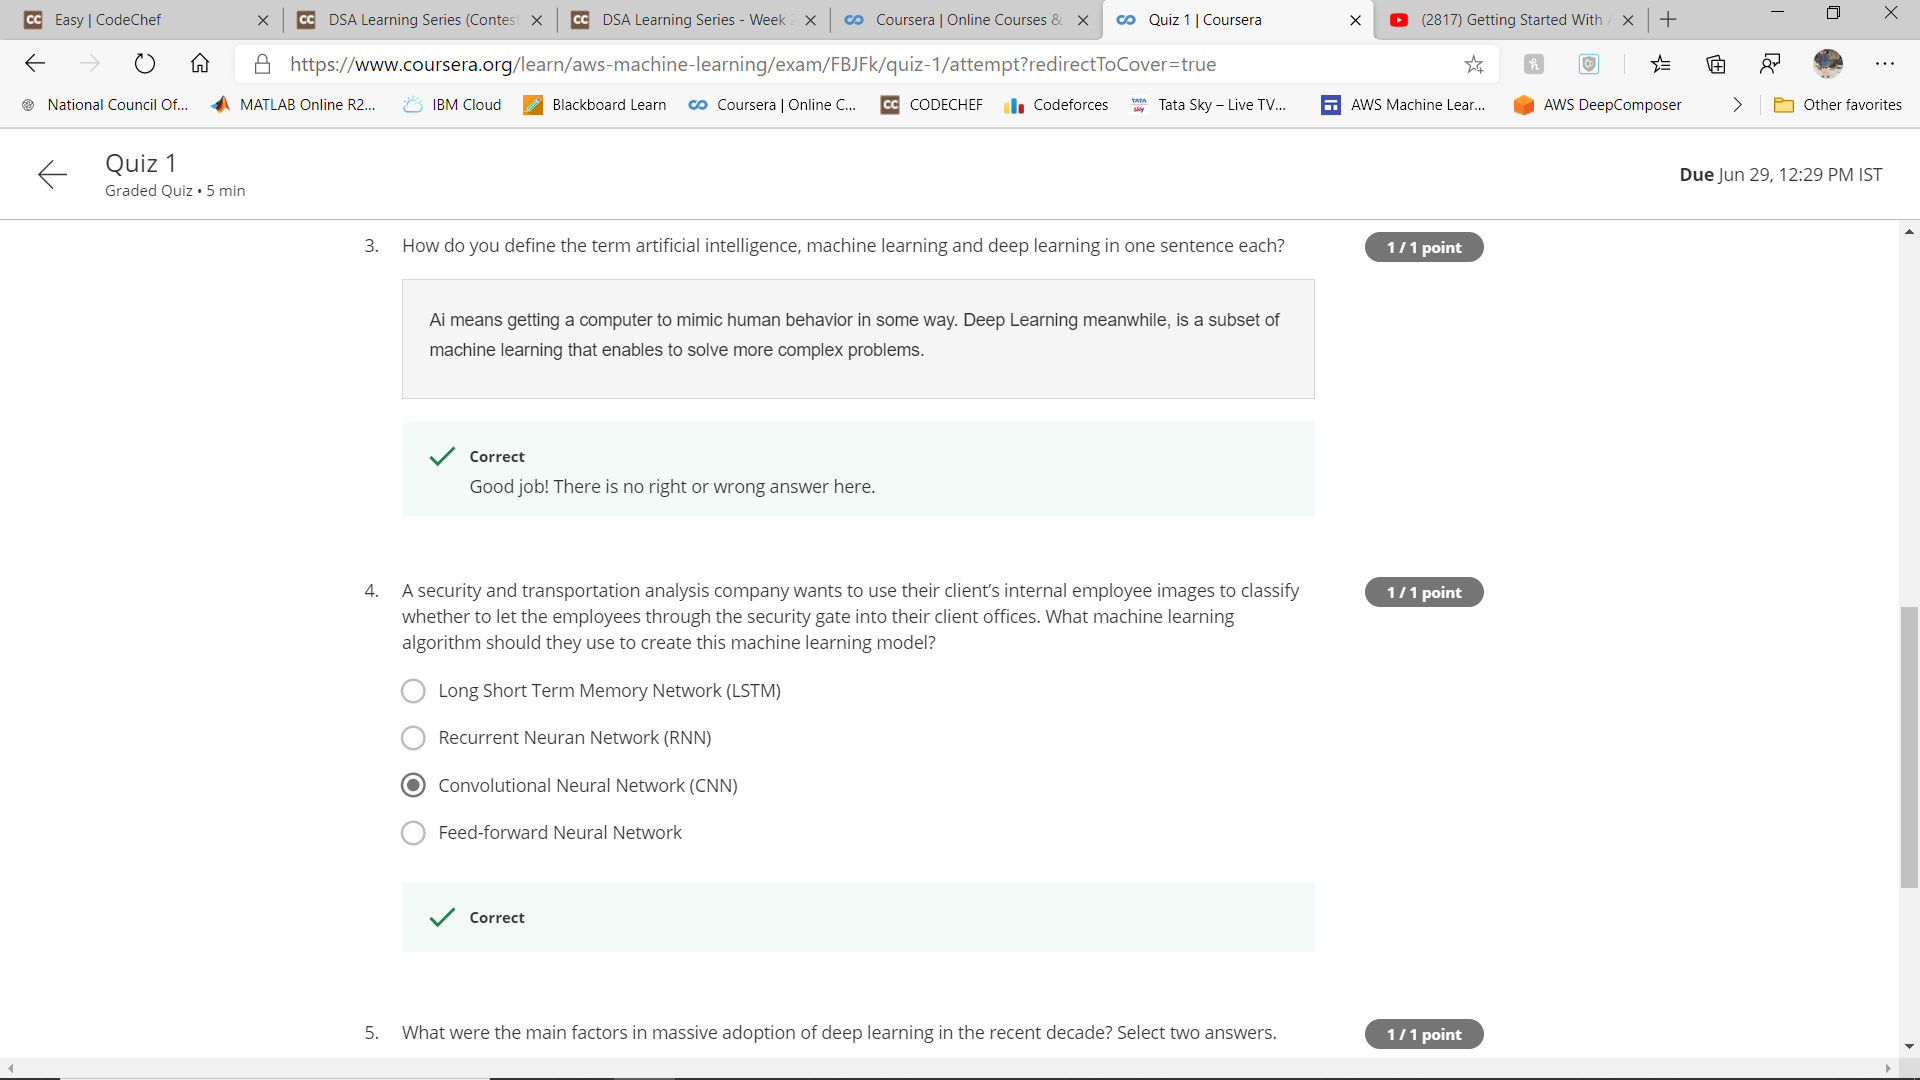 Easy | CodeChef
DSA Learning Series (Contest
DSA Learning Series - Week 2
Coursera | Online Courses &
Quiz 1 | Coursera
(2817) Getting Started With A
https://www.coursera.org/learn/aws-machine-learning/exam/FBJFk/quiz-1/attempt?redirectToCover=true
National Council Of...
MATLAB Online R2...
IBM Cloud
Blackboard Learn
Coursera | Online C...
CODECHEF
Codeforces
Tata Sky – Live TV...
AWS Machine Lear...
AWS DeepComposer
Other favorites
Quiz 1
Graded Quiz • 5 min
Due Jun 29, 12:29 PM IST
3. How do you define the term artificial intelligence, machine learning and deep learning in one sentence each?
1 / 1 point
Ai means getting a computer to mimic human behavior in some way. Deep Learning meanwhile, is a subset of
machine learning that enables to solve more complex problems.
Correct
Good job! There is no right or wrong answer here.
4. A security and transportation analysis company wants to use their client’s internal employee images to classify
whether to let the employees through the security gate into their client offices. What machine learning
algorithm should they use to create this machine learning model?
1 / 1 point
Long Short Term Memory Network (LSTM)
Recurrent Neuran Network (RNN)
Convolutional Neural Network (CNN)
Feed-forward Neural Network
Correct
5. What were the main factors in massive adoption of deep learning in the recent decade? Select two answers.
1 / 1 point